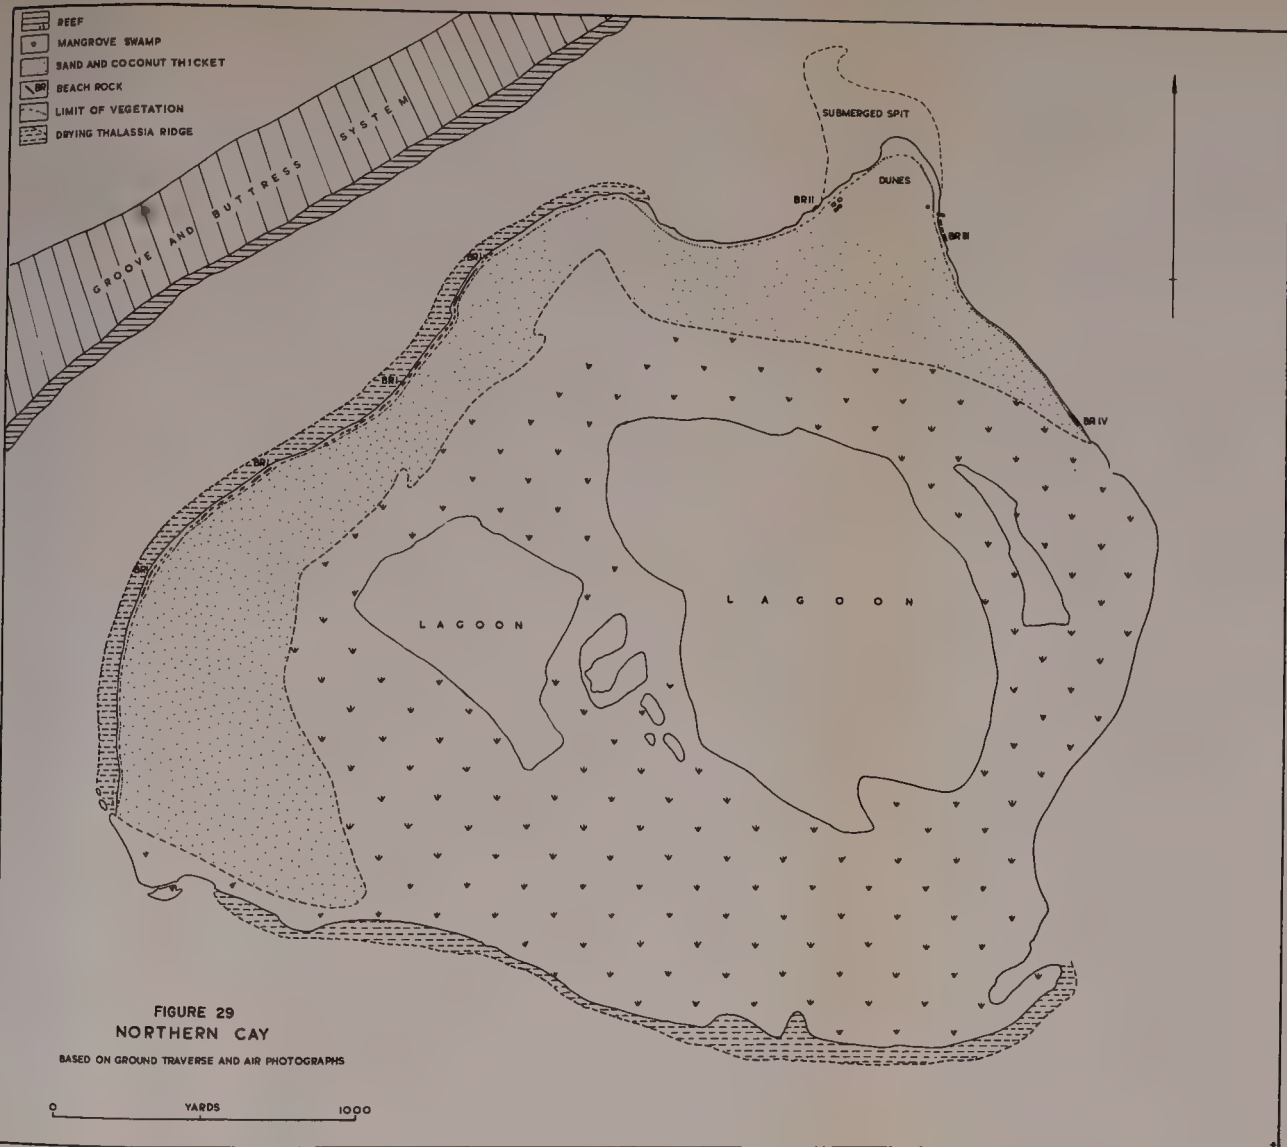 REEF
MANGROVE SWAMP
SAND AND COCONUT THICKET
BR BEACH ROCK
LIMIT OF VEGETATION
DRYING THALASSIA RIDGE
GROOVE AND BUTTRESS SYSTEM
SUBMERGED SPIT
DUNES
BR II
BR III
BR I
BR I
BR IV
BR I
BR I
LAGOON
LAGOON
FIGURE 29
NORTHERN CAY
BASED ON GROUND TRAVERSE AND AIR PHOTOGRAPHS
0 YARDS 1000